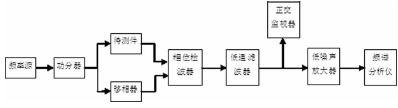 频率源
功分器
待测件
移相器
相位检
波器
低通滤
波器
正交
监视器
低噪声
放大器
频谱
分析仪